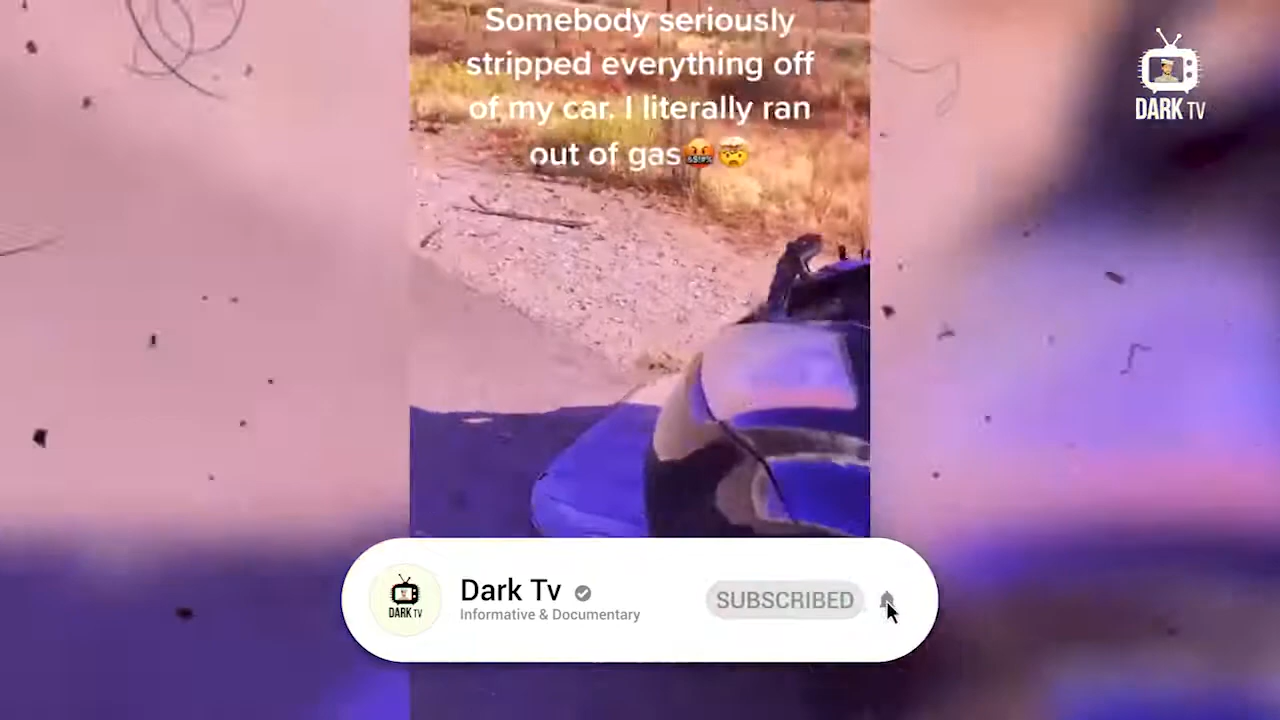 Somebody seriously
stripped everything off
of my car. I literally ran
out of gas🤬🤯
DARK TV
Dark Tv
Informative & Documentary
SUBSCRIBED
DARK TV